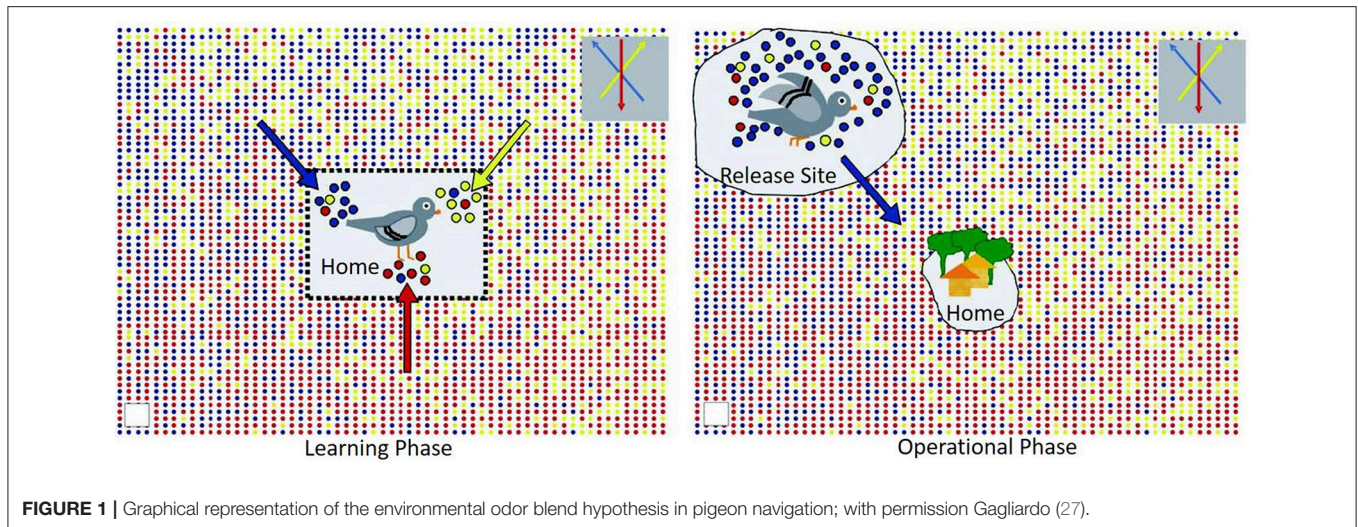 Home
Learning Phase
Release Site
Home
Operational Phase
FIGURE 1 | Graphical representation of the environmental odor blend hypothesis in pigeon navigation; with permission Gagliardo (27).